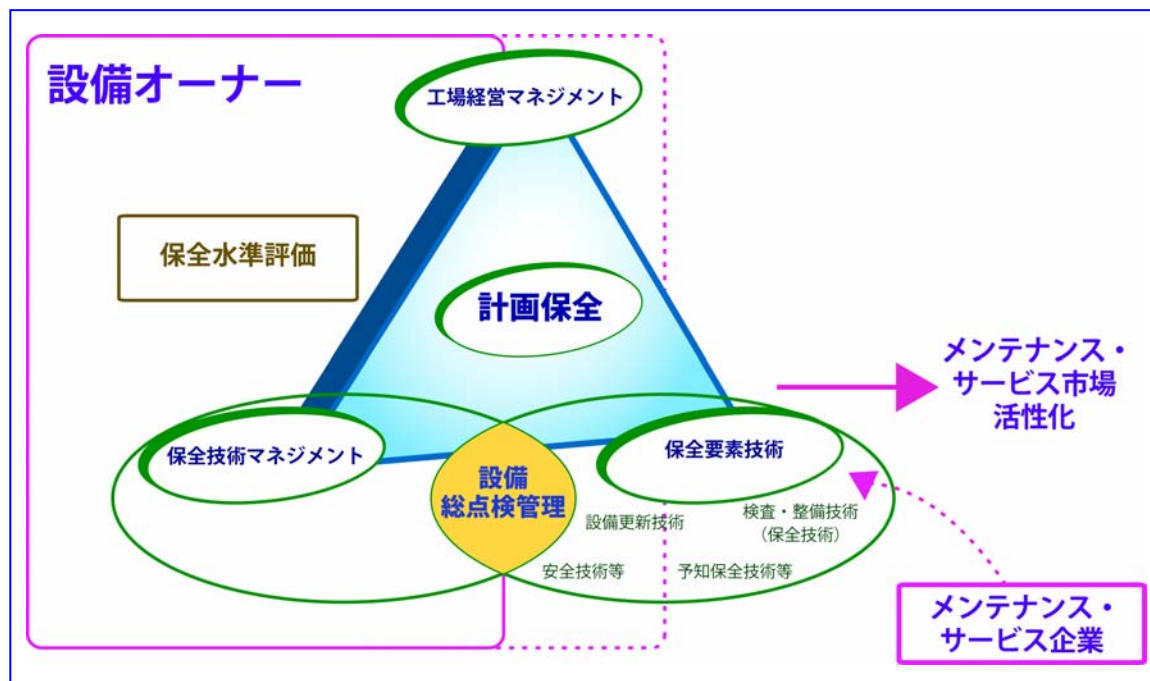 設備オーナー
工場経営マネジメント
保全水準評価
計画保全
メンテナンス・
サービス市場
活性化
保全技術マネジメント
保全要素技術
設備
総点検管理
設備更新技術
検査・整備技術
（保全技術）
安全技術等
予知保全技術等
メンテナンス・
サービス企業